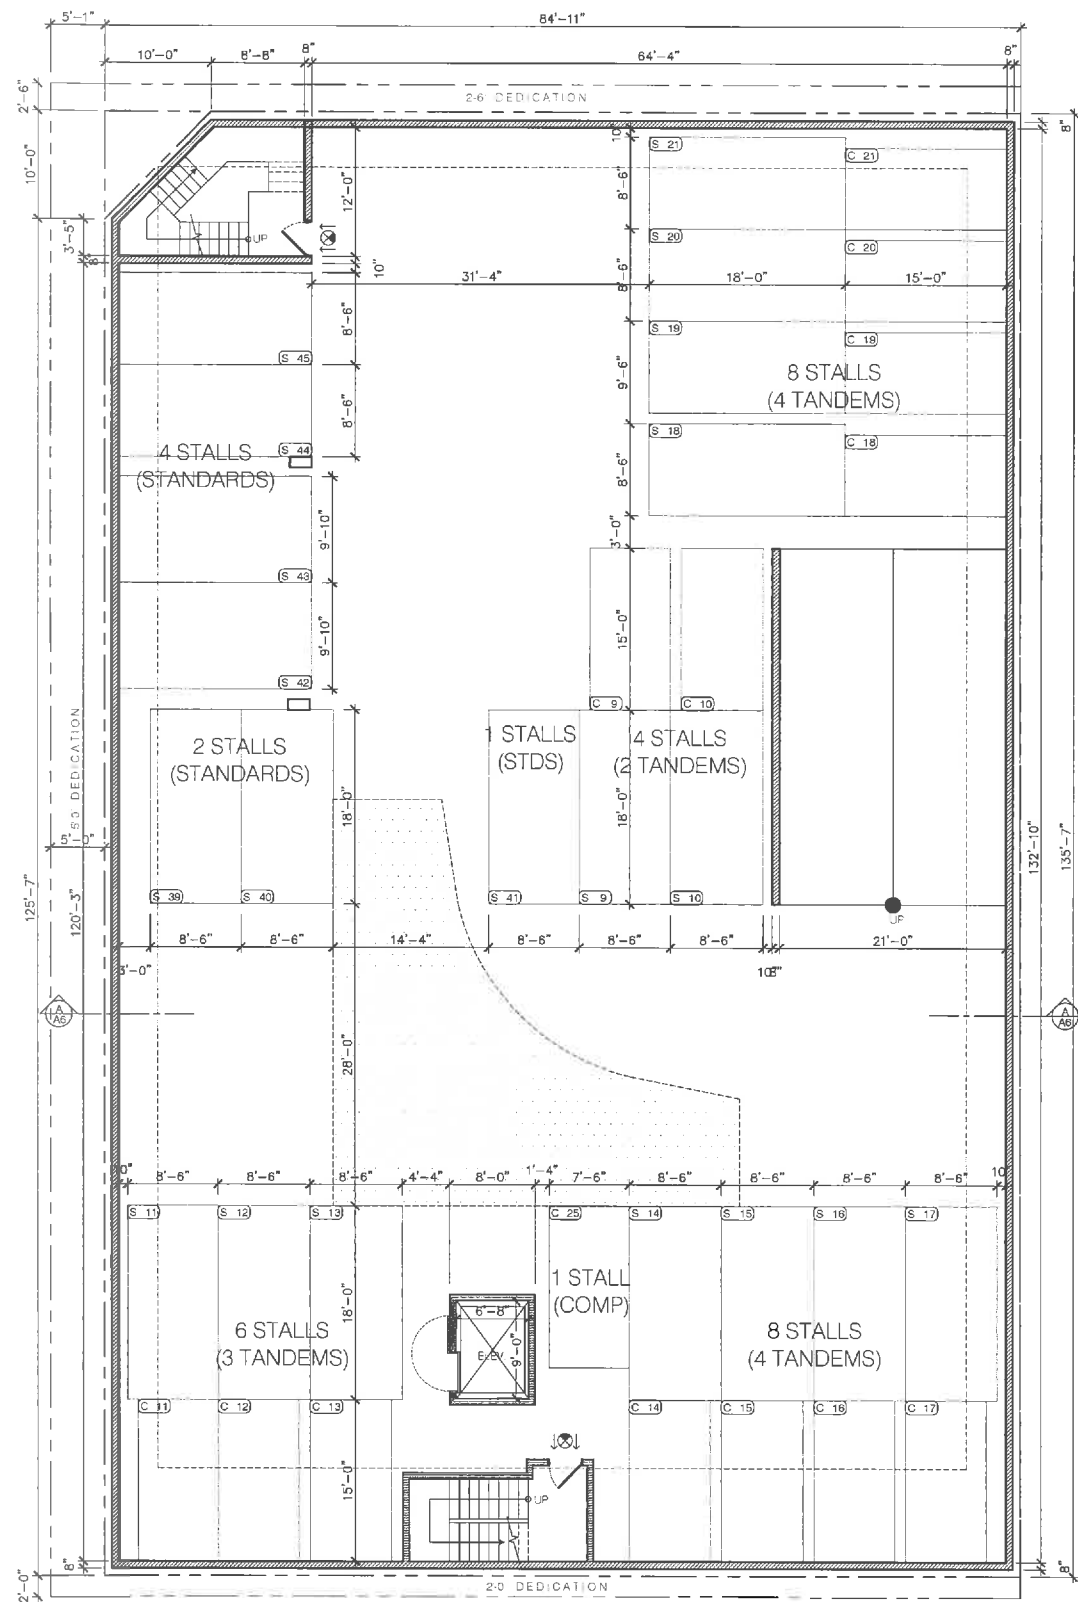 5'-1"
84'-11"
10'-0"
8'-8"
8"
64'-4"
8"
2'-6"
2-6 DEDICATION
8"
10'-0"
10"
S 21
C 21
12'-0"
8'-6"
3'-5"
UP
S 20
C 20
8"
10"
31'-4"
8'-6"
18'-0"
15'-0"
8'-6"
S 19
C 19
S 45
9'-6"
8 STALLS
(4 TANDEMS)
8'-6"
S 18
C 18
S 44
4 STALLS
(STANDARDS)
8'-6"
9'-10"
3'-0"
S 43
15'-0"
9'-10"
S 42
C 9
C 10
2 STALLS
(STANDARDS)
1 STALLS
(STDS)
4 STALLS
(2 TANDEMS)
5'0 DEDICATION
18'-0"
18'-0"
5'-0"
132'-10"
135'-7"
125'-7"
120'-3"
S 39
S 40
S 41
S 9
S 10
UP
8'-6"
8'-6"
14'-4"
8'-6"
8'-6"
8'-6"
21'-0"
3'-0"
10"
8"
A
A6
A
A6
28'-0"
10"
8'-6"
8'-6"
8'-6"
4'-4"
8'-0"
1'-4"
7'-6"
8'-6"
8'-6"
8'-6"
8'-6"
10"
S 11
S 12
S 13
C 25
S 14
S 15
S 16
S 17
1 STALL
(COMP)
18'-0"
6'-8"
6 STALLS
(3 TANDEMS)
ELEV
9'-0"
8 STALLS
(4 TANDEMS)
C 11
C 12
C 13
C 14
C 15
C 16
C 17
15'-0"
UP
8"
8"
2'-0"
2-0 DEDICATION